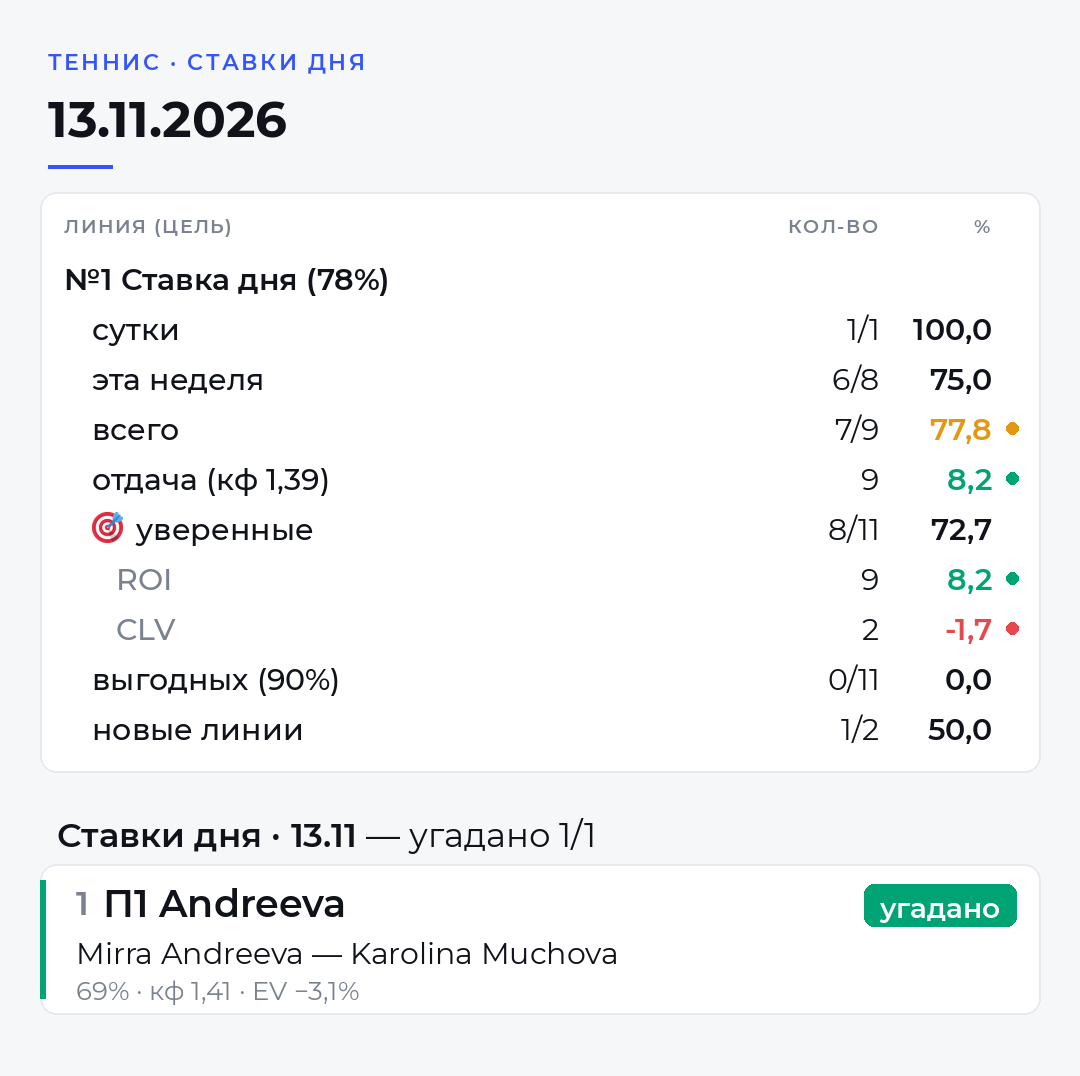 ТЕННИС · СТАВКИ ДНЯ
13.11.2026
ЛИНИЯ (ЦЕЛЬ) КОЛ-ВО %
№1 Ставка дня (78%)
сутки 1/1 100,0
эта неделя 6/8 75,0
всего 7/9 77,8
отдача (кф 1,39) 9 8,2
уверенные 8/11 72,7
ROI 9 8,2
CLV 2 -1,7
выгодных (90%) 0/11 0,0
новые линии 1/2 50,0
Ставки дня · 13.11 — угадано 1/1
1 П1 Andreeva угадано
Mirra Andreeva — Karolina Muchova
69% · кф 1,41 · EV −3,1%